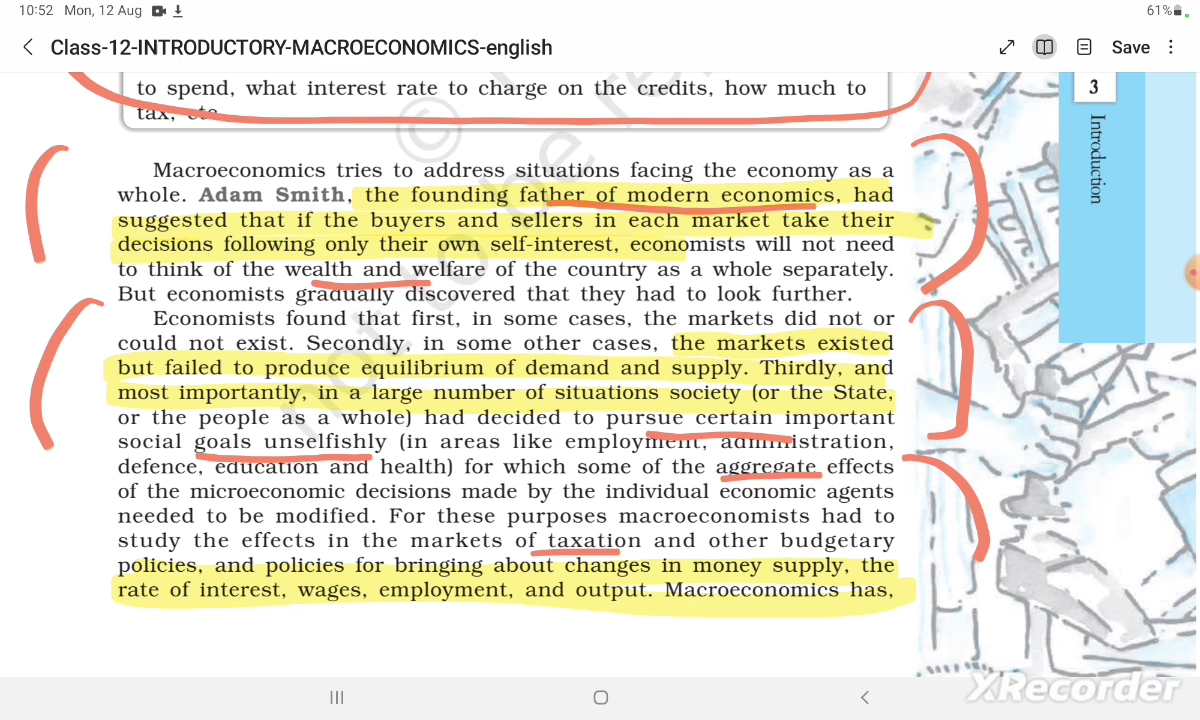 10:52 Mon, 12 Aug
61%
Class-12-INTRODUCTORY-MACROECONOMICS-english
Save
to spend, what interest rate to charge on the credits, how much to
tax, etc.
3
Introduction
Macroeconomics tries to address situations facing the economy as a
whole. Adam Smith, the founding father of modern economics, had
suggested that if the buyers and sellers in each market take their
decisions following only their own self-interest, economists will not need
to think of the wealth and welfare of the country as a whole separately.
But economists gradually discovered that they had to look further.
Economists found that first, in some cases, the markets did not or
could not exist. Secondly, in some other cases, the markets existed
but failed to produce equilibrium of demand and supply. Thirdly, and
most importantly, in a large number of situations society (or the State,
or the people as a whole) had decided to pursue certain important
social goals unselfishly (in areas like employment, administration,
defence, education and health) for which some of the aggregate effects
of the microeconomic decisions made by the individual economic agents
needed to be modified. For these purposes macroeconomists had to
study the effects in the markets of taxation and other budgetary
policies, and policies for bringing about changes in money supply, the
rate of interest, wages, employment, and output. Macroeconomics has,
©
not to be re
XRecorder